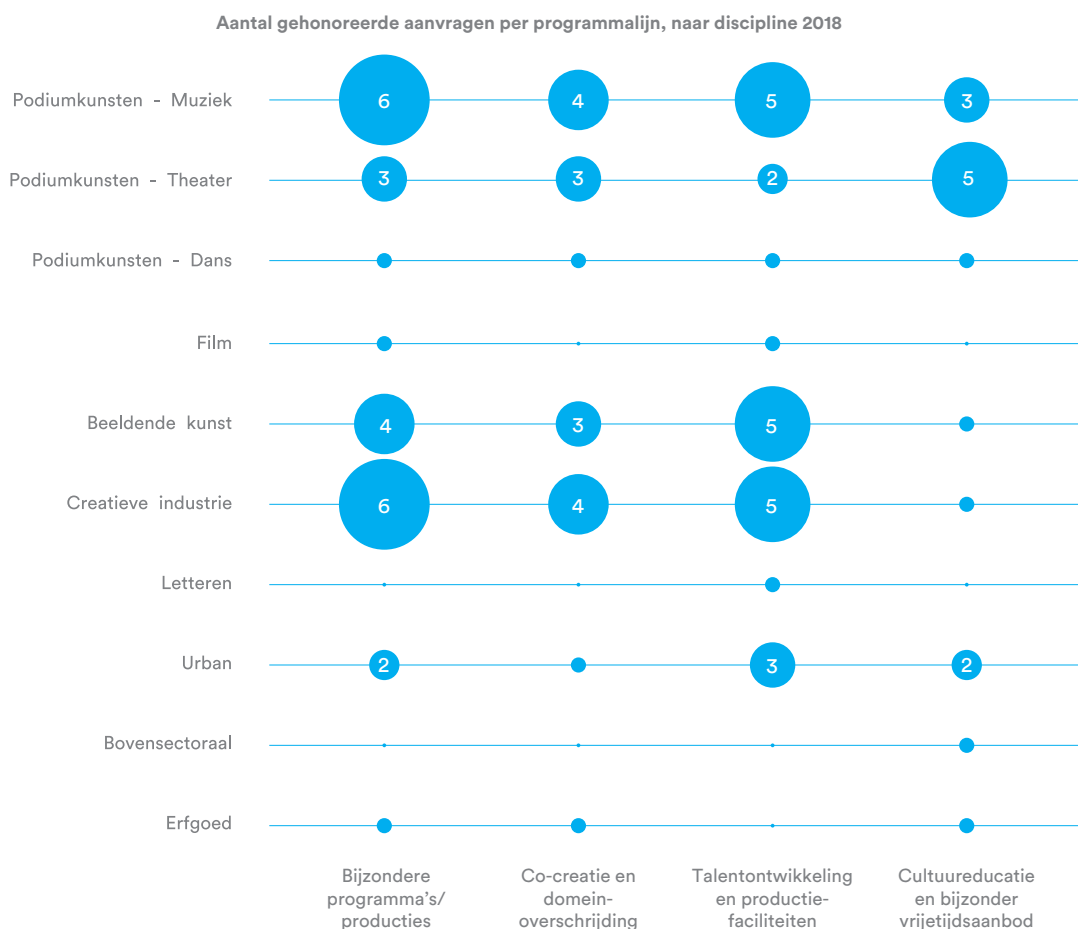 Aantal gehonoreerde aanvragen per programmalijn, naar discipline 2018
Podiumkunsten - Muziek 6 4 5 3
Podiumkunsten - Theater 3 3 2 5
Podiumkunsten - Dans
Film
Beeldende kunst 4 3 5
Creatieve industrie 6 4 5
Letteren
Urban 2 3 2
Bovensectoraal
Erfgoed
Bijzondere
programma's/
producties
Co-creatie en
domein-
overschrijding
Talentontwikkeling
en productie-
faciliteiten
Cultuureducatie
en bijzonder
vrijetijdsaanbod